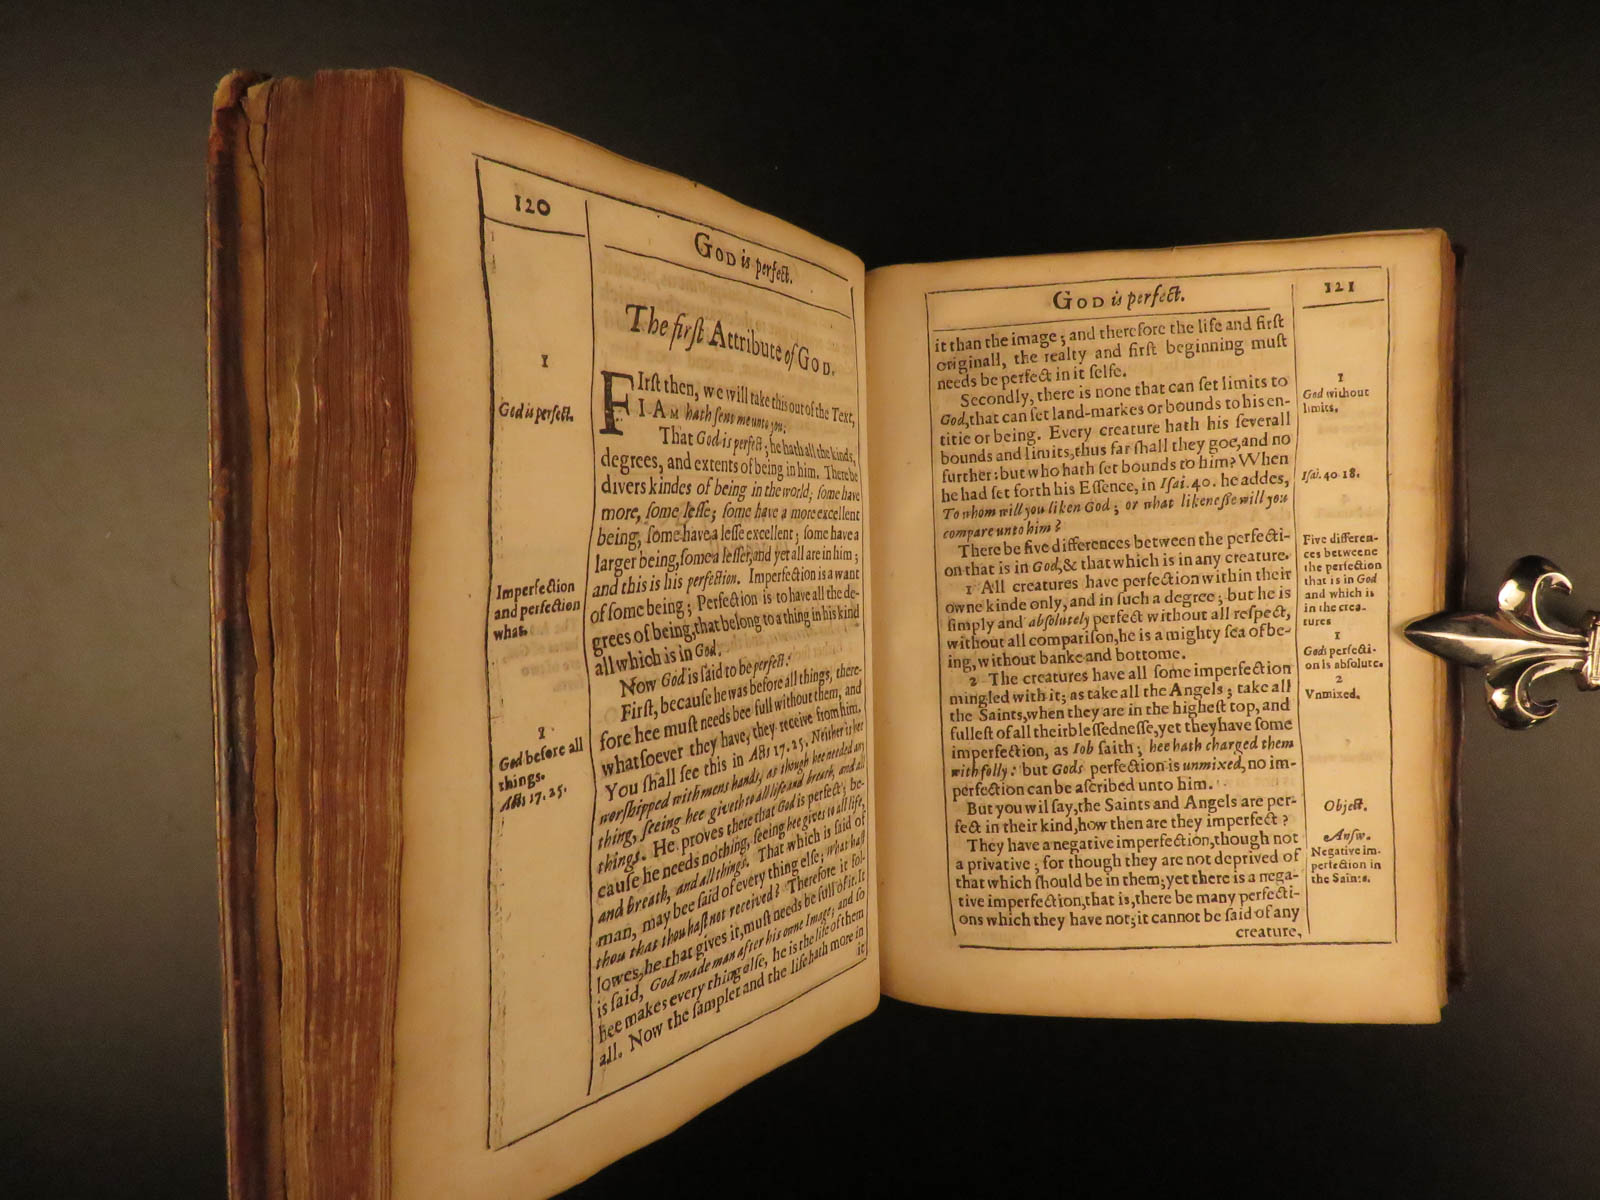 120
GOD is perfect.
The firſt Attribute of GOD.
1
God is perfect.
FIrſt then, we will take this out of the Text,
I AM hath ſent me unto you;
That God is perfect; he hath all the kinds,
degrees, and extents of being in him. There be
divers kindes of being in the world; ſome have
more, ſome leſſe; ſome have a more excellent
being, ſome have a leſſe excellent; ſome have a
larger being, ſome a leſſer, and yet all are in him;
and this is his perfection. Imperfection is a want
of ſome being; Perfection is to have all the de-
grees of being, that belong to a thing in his kind
all which is in God.
Imperfection
and perfection
what.
Now God is ſaid to be perfect:
Firſt, becauſe he was before all things, there-
fore hee muſt needs bee full without them, and
whatſoever they have, they receive from him.
You ſhall ſee this in Acts 17. 25. Neither is hee
worſhipped with mens hands, as though hee needed any
thing, ſeeing hee giveth to all life and breath, and all
things. He proves there that God is perfect; be-
cauſe he needs nothing, ſeeing hee gives to all life,
and breath, and all things. That which is ſaid of
man, may bee ſaid of every thing elſe; what haſt
thou that thou haſt not received? Therefore it fol-
lowes, he that gives it, muſt needs be full of it. It
is ſaid, God made man after his owne Image; and ſo
hee makes every thing elſe, he is the life of them
all. Now the ſamplet and the life hath more in
it
1
God before all
things.
Acts 17. 25.
GOD is perfect.
121
it than the image; and therefore the life and firſt
originall, the realty and firſt beginning muſt
needs be perfect in it ſelfe.
Secondly, there is none that can ſet limits to
God, that can ſet land-markes or bounds to his en-
titie or being. Every creature hath his ſeverall
bounds and limits, thus far ſhall they goe, and no
further: but who hath ſet bounds to him? When
he had ſet forth his Eſſence, in Iſai. 40. he addes,
To whom will you liken God; or what likeneſſe will you
compare unto him?
There be five differences between the perfecti-
on that is in God, & that which is in any creature.
1 All creatures have perfection within their
owne kinde only, and in ſuch a degree; but he is
ſimply and abſolutely perfect without all reſpect,
without all compariſon, he is a mighty ſea of be-
ing, without banke and bottome.
2 The creatures have all ſome imperfection
mingled with it; as take all the Angels; take all
the Saints, when they are in the higheſt top, and
fulleſt of all their bleſſedneſſe, yet they have ſome
imperfection, as Iob ſaith; hee hath charged them
with folly: but Gods perfection is unmixed, no im-
perfection can be aſcribed unto him.
But you wil ſay, the Saints and Angels are per-
fect in their kind, how then are they imperfect?
They have a negative imperfection, though not
a privative; for though they are not deprived of
that which ſhould be in them; yet there is a nega-
tive imperfection, that is, there be many perfecti-
ons which they have not; it cannot be ſaid of any
creature,
1
God without
limits.
Iſai. 40. 18.
Five differen-
ces betweene
the perfection
that is in God
and which is
in the crea-
tures
1
Gods perfecti-
on is abſolute.
2
Vnmixed.
Object.
Anſw.
Negative im-
perfection in
the Saints.